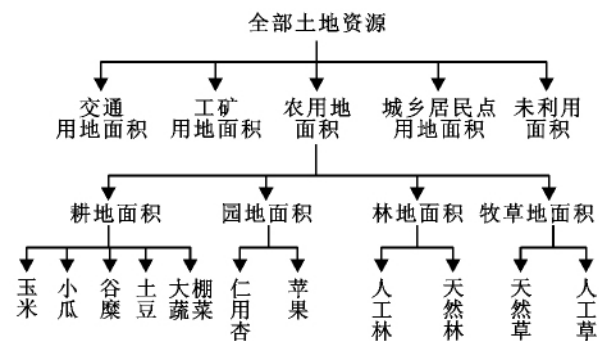 全部土地资源
交通用地面积
工矿用地面积
农用地面积
城乡居民点用地面积
未利用面积
耕地面积
园地面积
林地面积
牧草地面积
玉米
小瓜
谷糜
土豆
大棚蔬菜
仁用杏
苹果
人工林
天然林
天然草
人工草